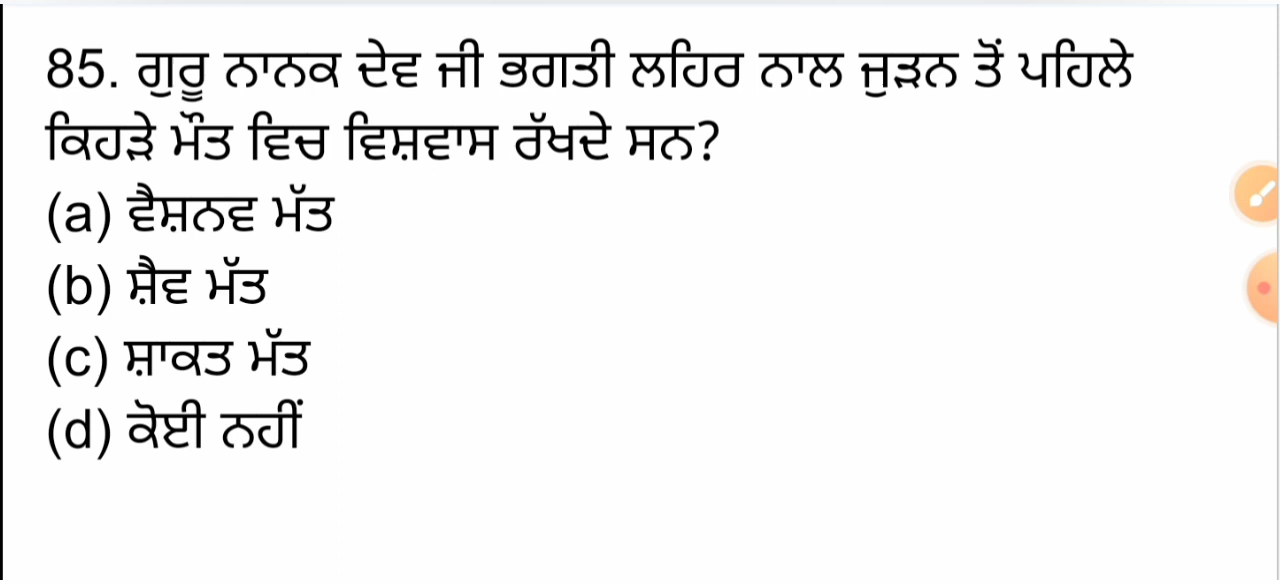 85. ਗੁਰੂ ਨਾਨਕ ਦੇਵ ਜੀ ਭਗਤੀ ਲਹਿਰ ਨਾਲ ਜੁੜਨ ਤੋਂ ਪਹਿਲੇ
ਕਿਹੜੇ ਮੌਤ ਵਿਚ ਵਿਸ਼ਵਾਸ ਰੱਖਦੇ ਸਨ?
(a) ਵੈਸ਼ਨਵ ਮੱਤ
(b) ਸ਼ੈਵ ਮੱਤ
(c) ਸ਼ਾਕਤ ਮੱਤ
(d) ਕੋਈ ਨਹੀਂ